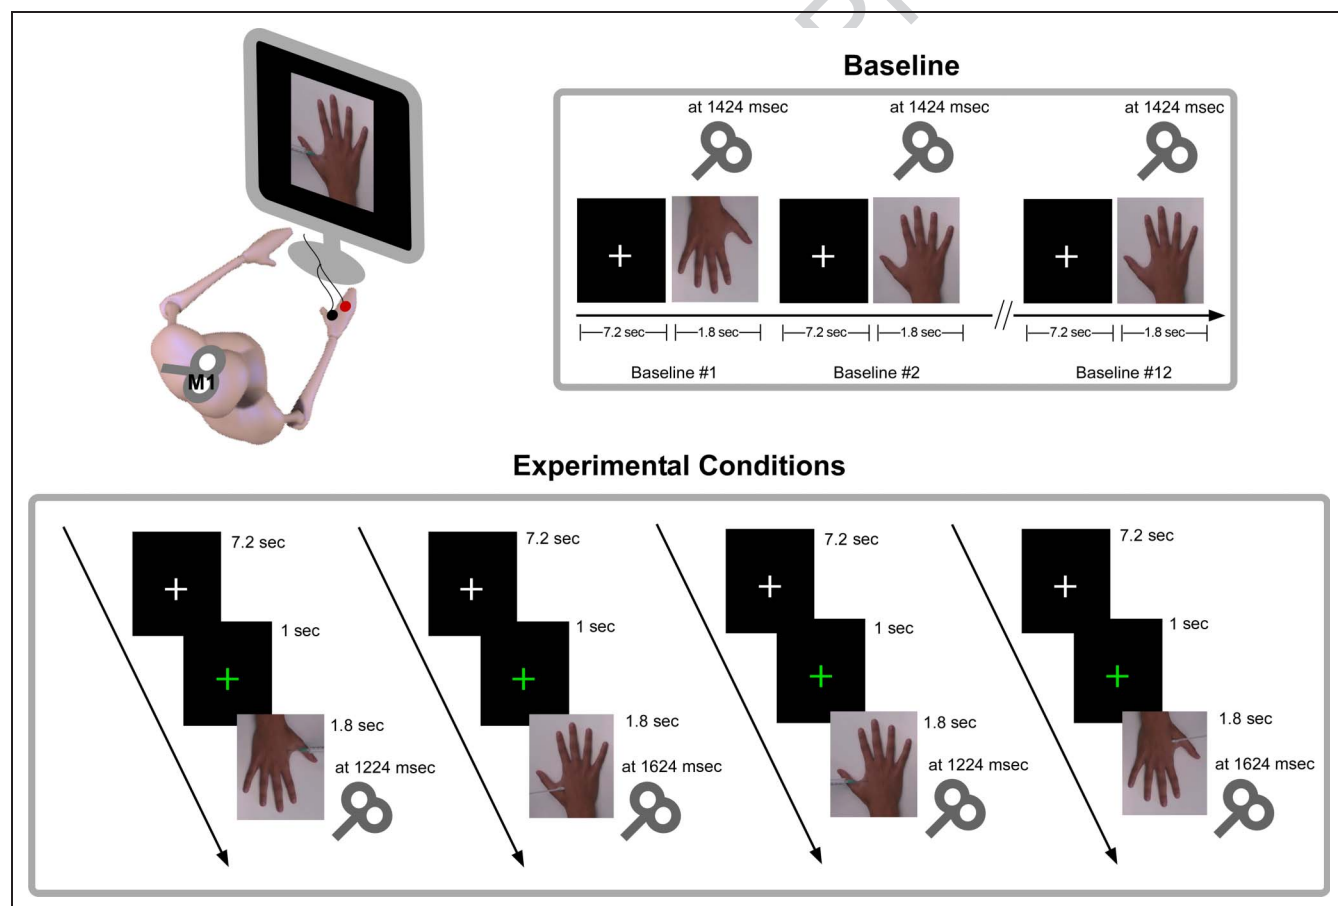 Baseline
at 1424 msec
at 1424 msec
at 1424 msec
7.2 sec
1.8 sec
7.2 sec
1.8 sec
7.2 sec
1.8 sec
Baseline #1
Baseline #2
Baseline #12
M1
Experimental Conditions
7.2 sec
1 sec
1.8 sec
at 1224 msec
7.2 sec
1 sec
1.8 sec
at 1624 msec
7.2 sec
1 sec
1.8 sec
at 1224 msec
7.2 sec
1 sec
1.8 sec
at 1624 msec